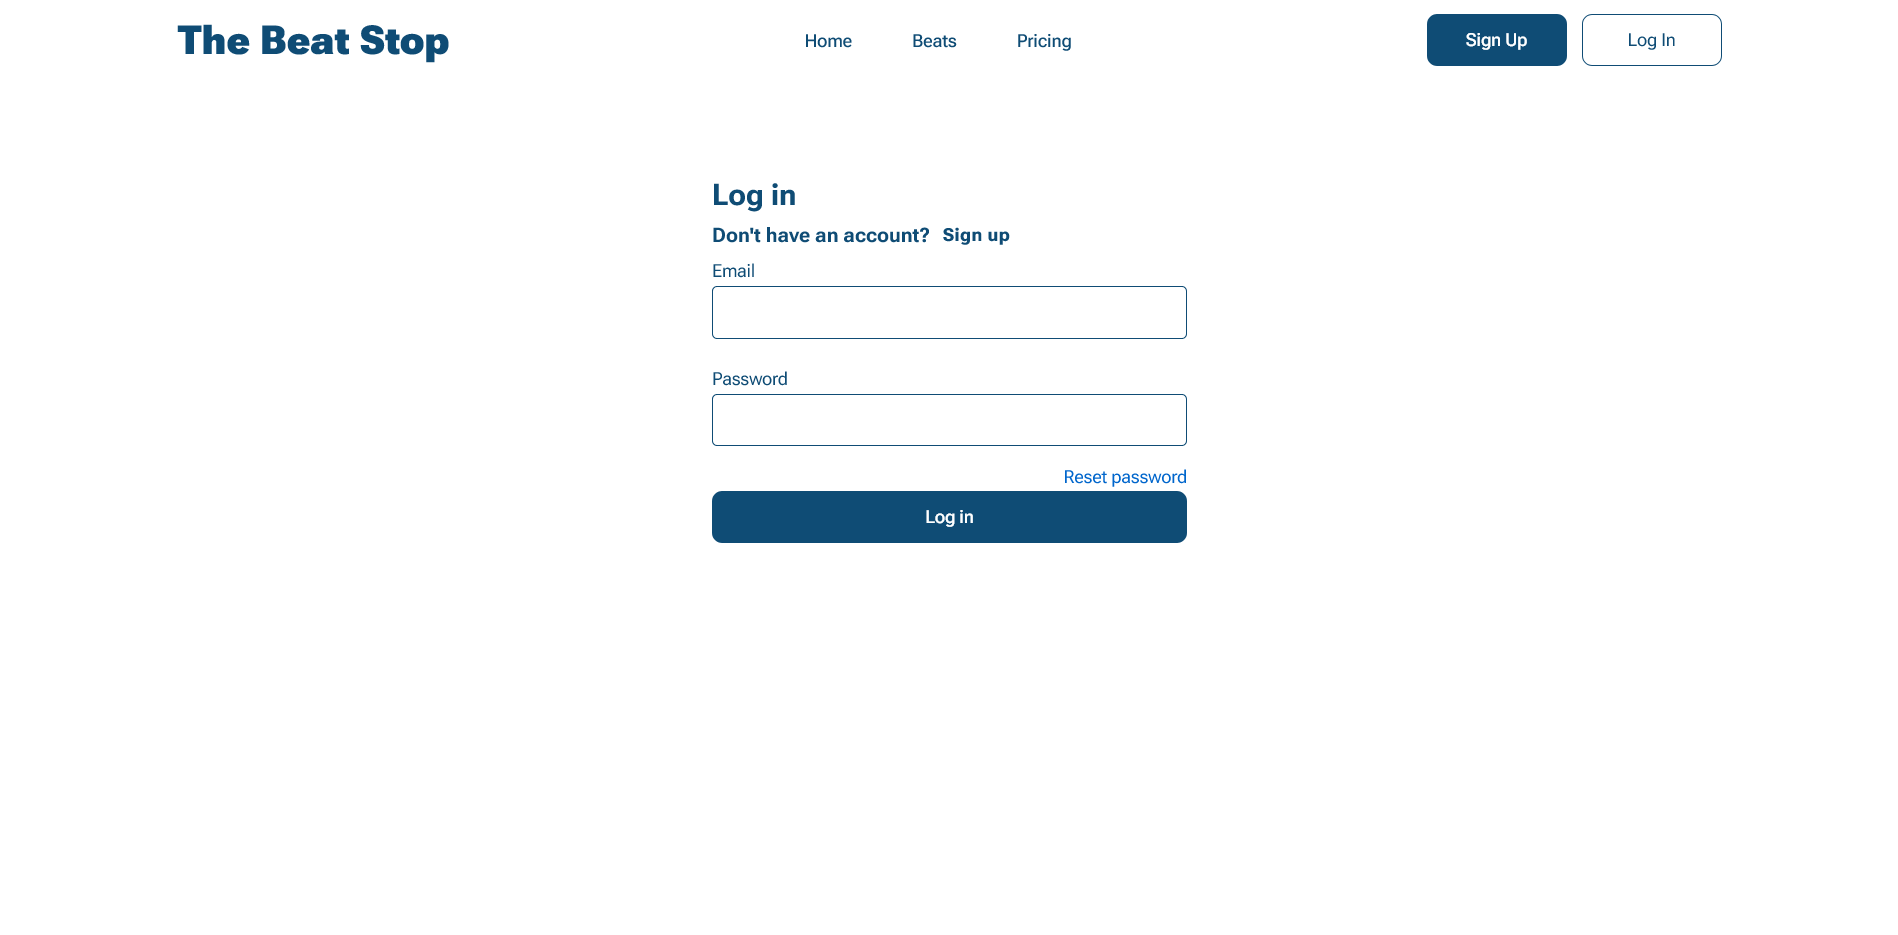 The Beat Stop
Home Beats Pricing
Sign Up Log In
Log in
Don't have an account? Sign up
Email
Password
Reset password
Log in